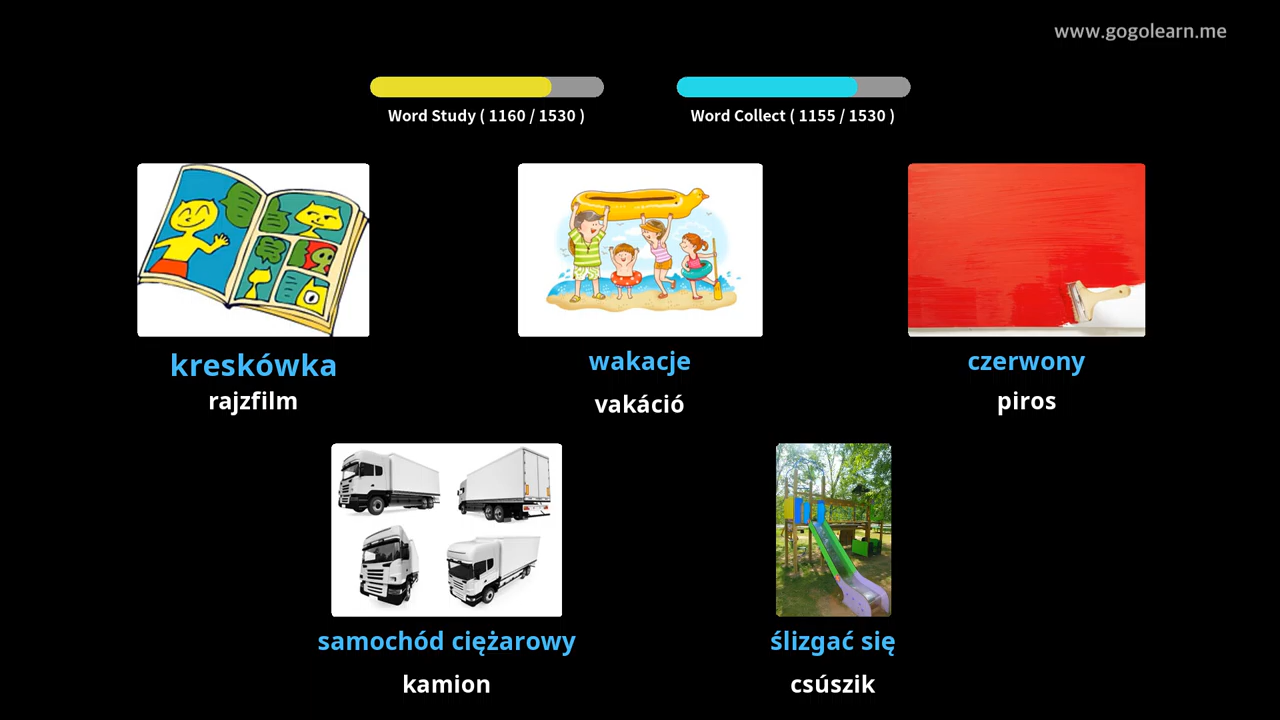 www.gogolearn.me
Word Study ( 1160 / 1530 )
Word Collect ( 1155 / 1530 )
kreskówka
rajzfilm
wakacje
vakáció
czerwony
piros
samochód ciężarowy
kamion
ślizgać się
csúszik